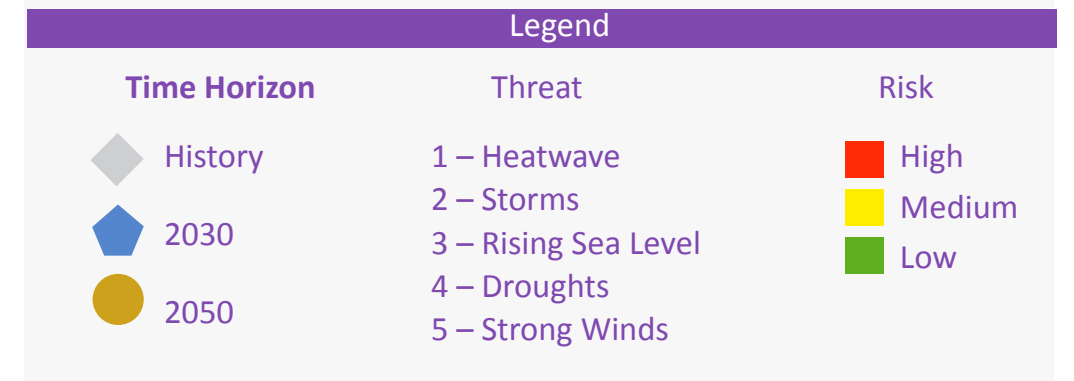 Legend
Time Horizon
History
2030
2050
Threat
1 – Heatwave
2 – Storms
3 – Rising Sea Level
4 – Droughts
5 – Strong Winds
Risk
High
Medium
Low